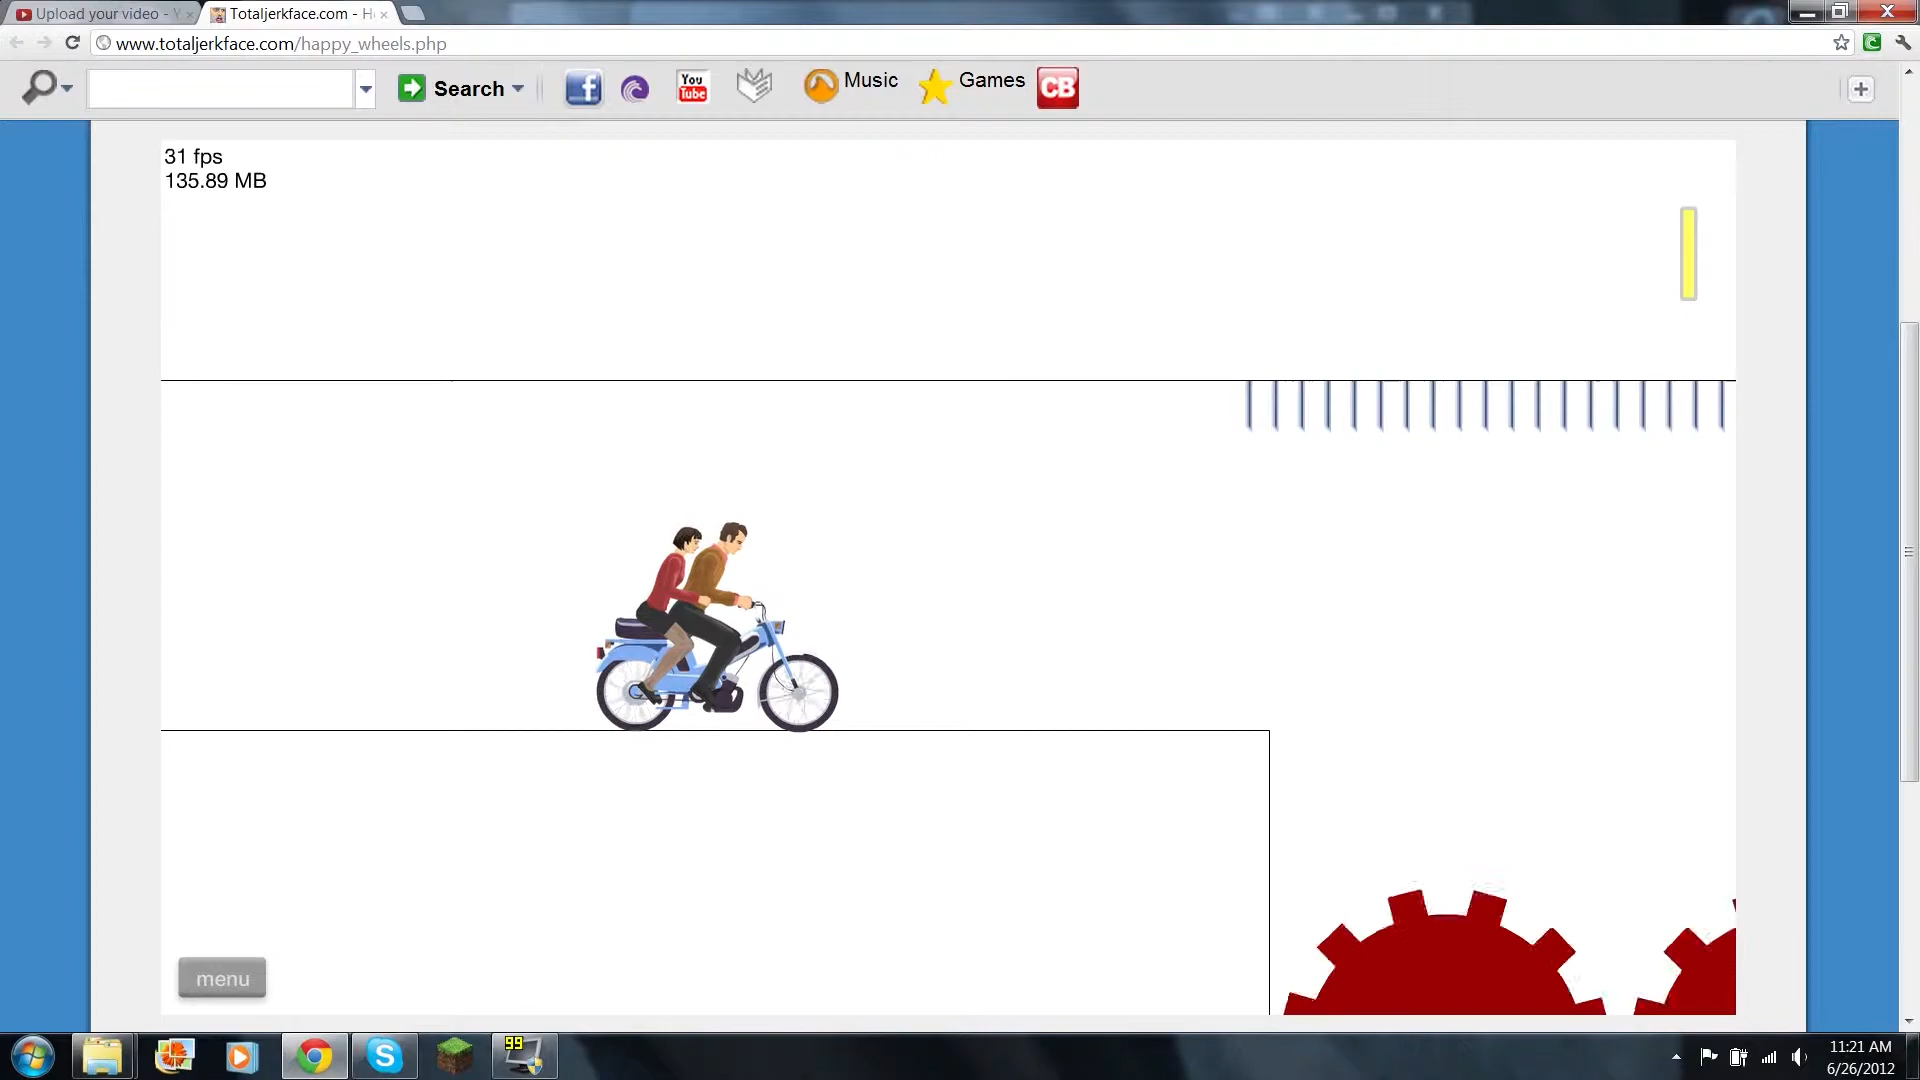 Upload your video - Y
Totaljerkface.com - H
www.totaljerkface.com/happy_wheels.php
Search
You
Tube
Music
Games
CB
31 fps
135.89 MB
menu
99
11:21 AM
6/26/2012